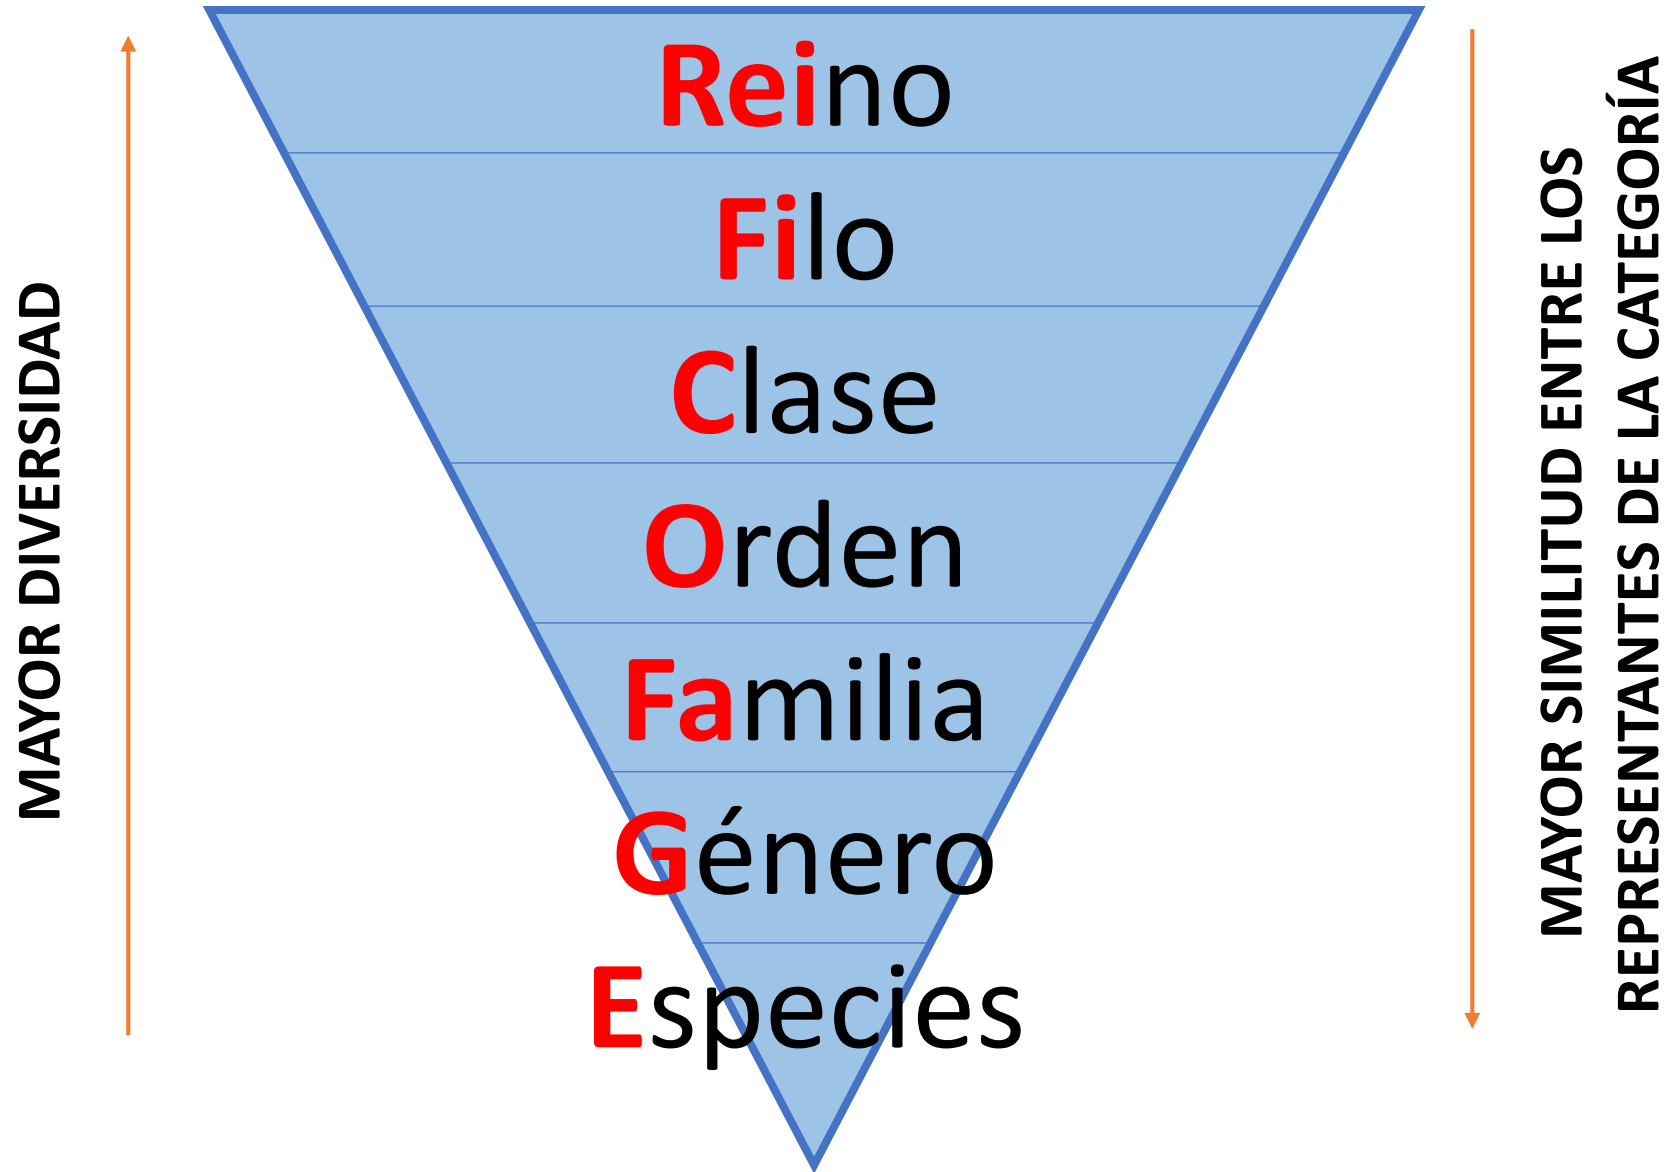 MAYOR DIVERSIDAD
Reino
Filo
Clase
Orden
Familia
Género
Especies
MAYOR SIMILITUD ENTRE LOS
REPRESENTANTES DE LA CATEGORÍA